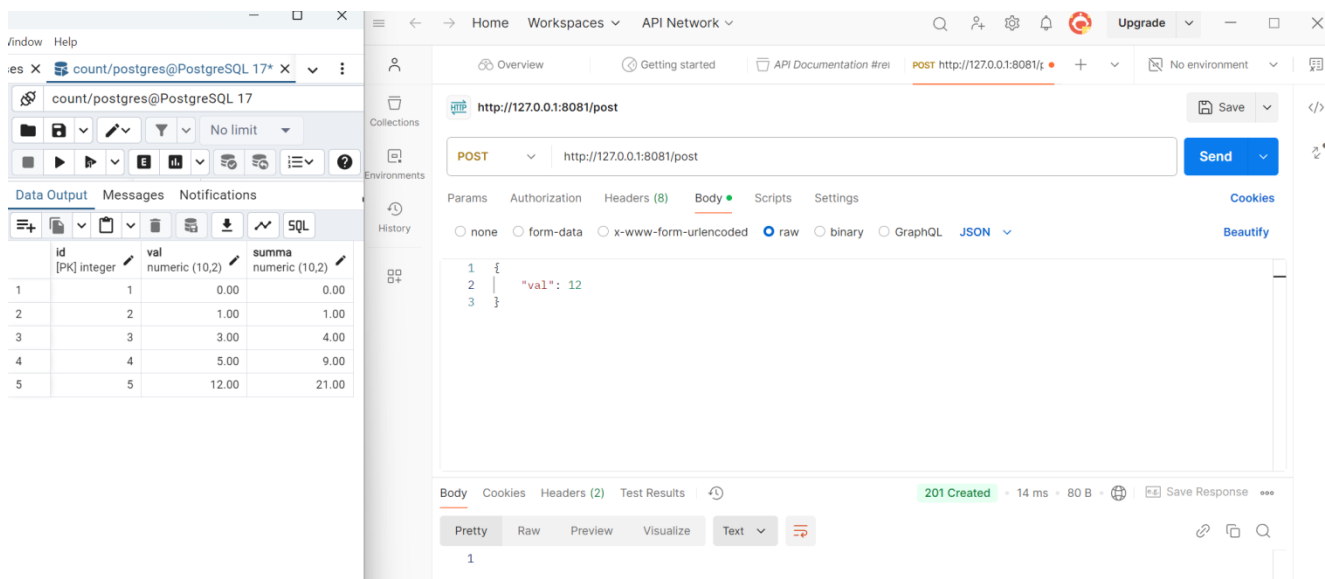 Window Help
ses count/postgres@PostgreSQL 17*
count/postgres@PostgreSQL 17
No limit
E
Data Output Messages Notifications
SQL
id val summa
[PK] integer numeric (10,2) numeric (10,2)
1 1 0.00 0.00
2 2 1.00 1.00
3 3 3.00 4.00
4 4 5.00 9.00
5 5 12.00 21.00
Home Workspaces API Network Upgrade
Overview Getting started API Documentation #re POST http://127.0.0.1:8081/p No environment
Collections
Environments
History
HTTP http://127.0.0.1:8081/post Save </>
POST http://127.0.0.1:8081/post Send
Params Authorization Headers (8) Body Scripts Settings Cookies
none form-data x-www-form-urlencoded raw binary GraphQL JSON Beautify
1 {
2 "val": 12
3 }
Body Cookies Headers (2) Test Results 201 Created 14 ms 80 B e.g. Save Response
Pretty Raw Preview Visualize Text
1